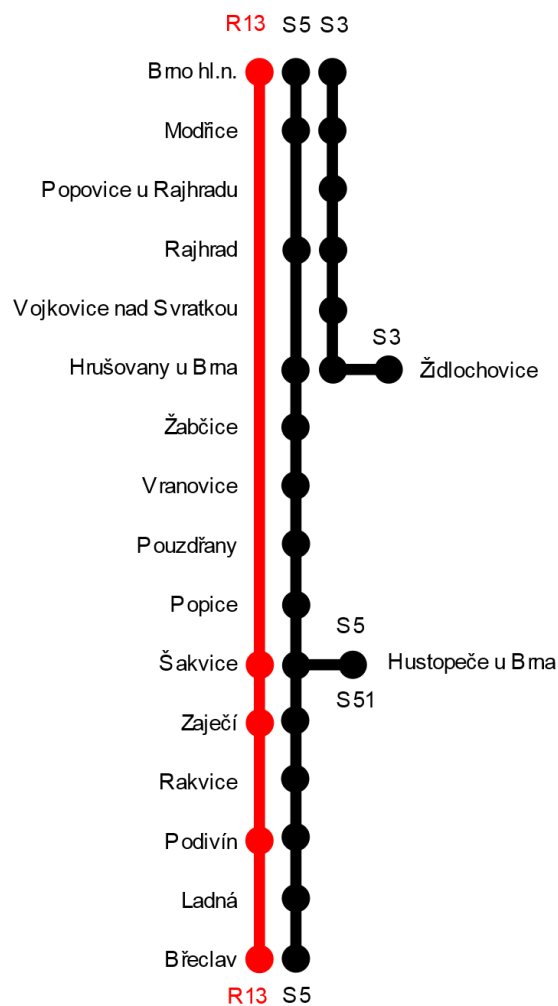 R13 S5 S3
Brno hl.n.
Modřice
Popovice u Rajhradu
Rajhrad
Vojkovice nad Svratkou
S3
Hrušovany u Brna Židlochovice
Žabčice
Vranovice
Pouzdřany
Popice
S5
Šakvice Hustopeče u Brna
S51
Zaječí
Rakvice
Podivín
Ladná
Břeclav
R13 S5